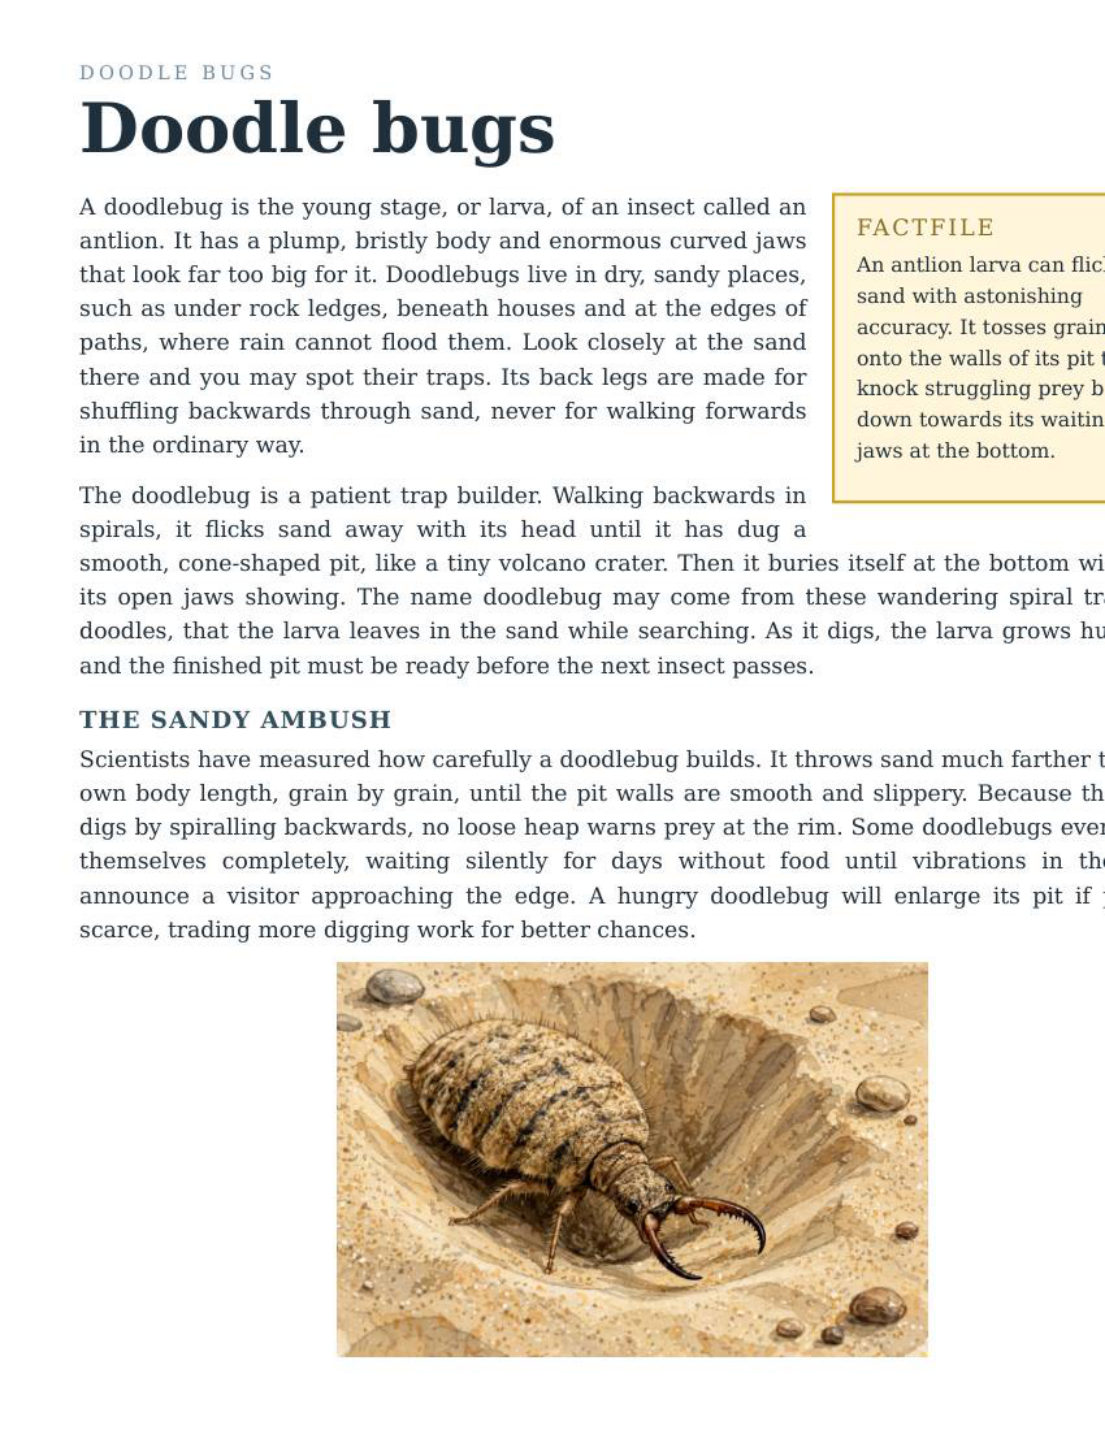 DOODLE BUGS
Doodle bugs
A doodlebug is the young stage, or larva, of an insect called an
antlion. It has a plump, bristly body and enormous curved jaws
that look far too big for it. Doodlebugs live in dry, sandy places,
such as under rock ledges, beneath houses and at the edges of
paths, where rain cannot flood them. Look closely at the sand
there and you may spot their traps. Its back legs are made for
shuffling backwards through sand, never for walking forwards
in the ordinary way.
The doodlebug is a patient trap builder. Walking backwards in
spirals, it flicks sand away with its head until it has dug a
smooth, cone-shaped pit, like a tiny volcano crater. Then it buries itself at the bottom
its open jaws showing. The name doodlebug may come from these wandering spiral
doodles, that the larva leaves in the sand while searching. As it digs, the larva grows
and the finished pit must be ready before the next insect passes.
FACTFILE
An antlion larva can
sand with astonishing
accuracy. It tosses
onto the walls of its pit
knock struggling prey
down towards its
jaws at the bottom.
THE SANDY AMBUSH
Scientists have measured how carefully a doodlebug builds. It throws sand much farther
own body length, grain by grain, until the pit walls are smooth and slippery. Because
digs by spiralling backwards, no loose heap warns prey at the rim. Some doodlebugs
themselves completely, waiting silently for days without food until vibrations in
announce a visitor approaching the edge. A hungry doodlebug will enlarge its pit if
scarce, trading more digging work for better chances.